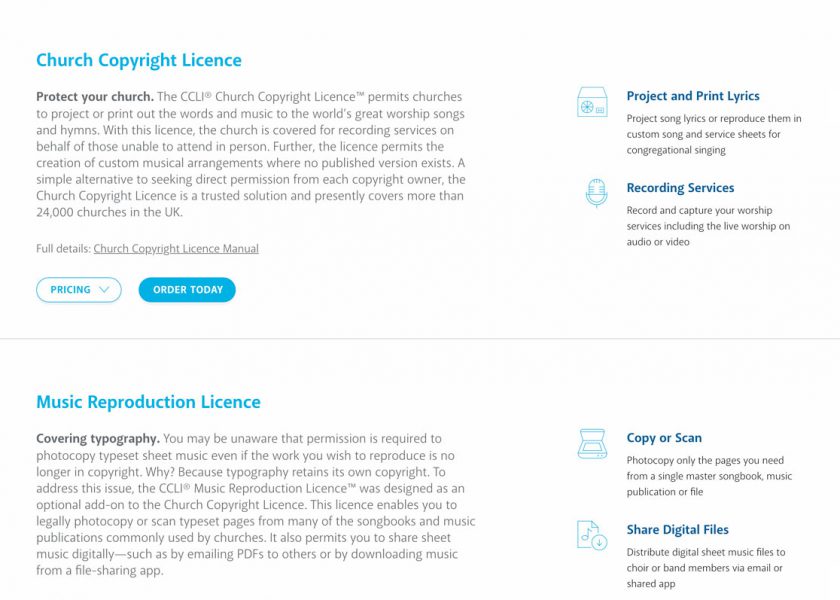 Church Copyright Licence
Protect your church. The CCLI® Church Copyright Licence™ permits churches
to project or print out the words and music to the world's great worship songs
and hymns. With this licence, the church is covered for recording services on
behalf of those unable to attend in person. Further, the licence permits the
creation of custom musical arrangements where no published version exists. A
simple alternative to seeking direct permission from each copyright owner, the
Church Copyright Licence is a trusted solution and presently covers more than
24,000 churches in the UK.
Full details: Church Copyright Licence Manual
PRICING
ORDER TODAY
Project and Print Lyrics
Project song lyrics or reproduce them in
custom song and service sheets for
congregational singing
Recording Services
Record and capture your worship
services including the live worship on
audio or video
Music Reproduction Licence
Covering typography. You may be unaware that permission is required to
photocopy typeset sheet music even if the work you wish to reproduce is no
longer in copyright. Why? Because typography retains its own copyright. To
address this issue, the CCLI® Music Reproduction Licence™ was designed as an
optional add-on to the Church Copyright Licence. This licence enables you to
legally photocopy or scan typeset pages from many of the songbooks and music
publications commonly used by churches. It also permits you to share sheet
music digitally—such as by emailing PDFs to others or by downloading music
from a file-sharing app.
Copy or Scan
Photocopy only the pages you need
from a single master songbook, music
publication or file
Share Digital Files
Distribute digital sheet music files to
choir or band members via email or
shared app